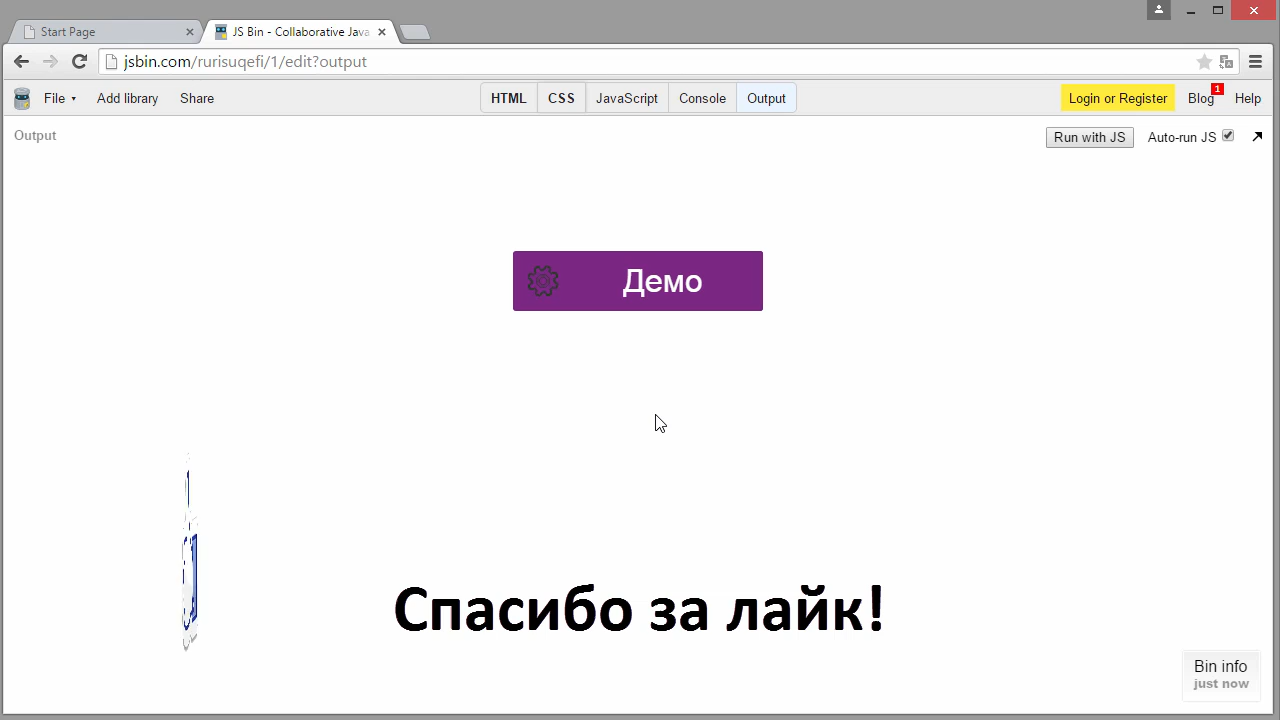 Start Page
JS Bin - Collaborative Java
jsbin.com/rurisuqefi/1/edit?output
File Add library Share HTML CSS JavaScript Console Output Login or Register Blog 1 Help
Output Run with JS Auto-run JS
Демо
Спасибо за лайк!
Bin info
just now